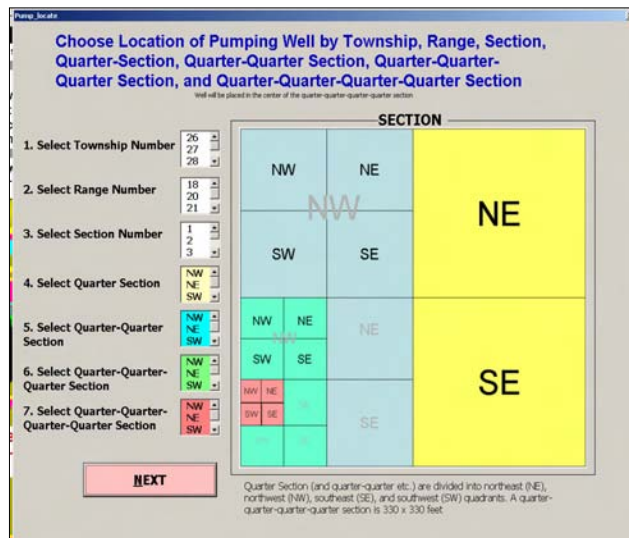 Pump_locate
Choose Location of Pumping Well by Township, Range, Section,
Quarter-Section, Quarter-Quarter Section, Quarter-Quarter-
Quarter Section, and Quarter-Quarter-Quarter-Quarter Section
Well will be placed in the center of the quarter-quarter-quarter-quarter section
SECTION
1. Select Township Number
26
27
28
2. Select Range Number
18
20
21
3. Select Section Number
1
2
3
4. Select Quarter Section
NW
NE
SW
5. Select Quarter-Quarter
Section
NW
NE
SW
6. Select Quarter-Quarter-
Quarter Section
NW
NE
SW
7. Select Quarter-Quarter-
Quarter-Quarter Section
NW
NE
SW
NEXT
NW NE
NW
SW SE
NE
NW NE
NW
SW SE
NE
NW NE
SW SE
SE
SE
SE
Quarter Section (and quarter-quarter etc.) are divided into northeast (NE),
northwest (NW), southeast (SE), and southwest (SW) quadrants. A quarter-
quarter-quarter-quarter section is 330 x 330 feet